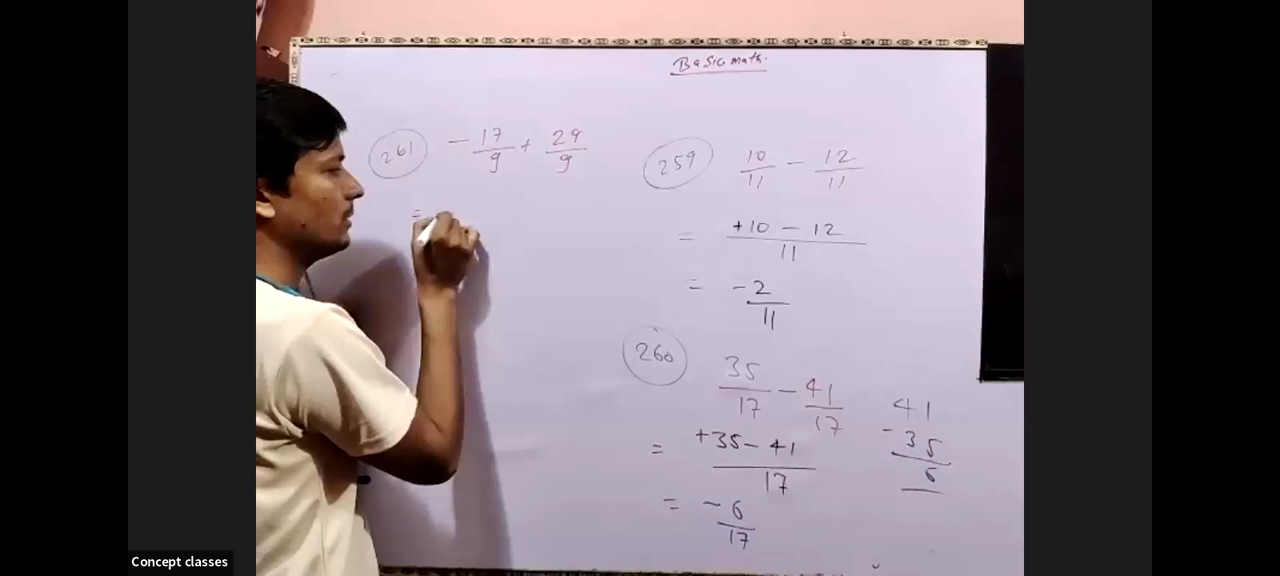 Basic math.
261 - 17/9 + 29/9
=
259 10/11 - 12/11
= +10 - 12/11
= -2/11
260 35/17 - 41/17
= +35 - 41/17
= -6/17
41
- 35
6
Concept classes